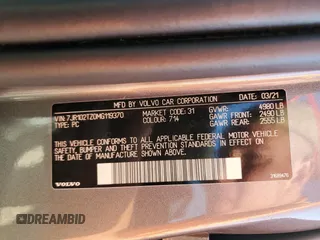 MFD BY VOLVO CAR CORPORATION DATE 03/21
VIN: 7JR102TZ0MG119370 MARKET CODE: 31 GVWR: 4980 LB
TYPE: PC COLOUR: 714 GAWR FRONT: 2490 LB
GAWR REAR: 2555 LB
THIS VEHICLE CONFORMS TO ALL APPLICABLE FEDERAL MOTOR VEHICLE
SAFETY, BUMPER, AND THEFT PREVENTION STANDARDS IN EFFECT
ON THE DATE OF MANUFACTURE SHOWN ABOVE.
VOLVO
DREAMBID